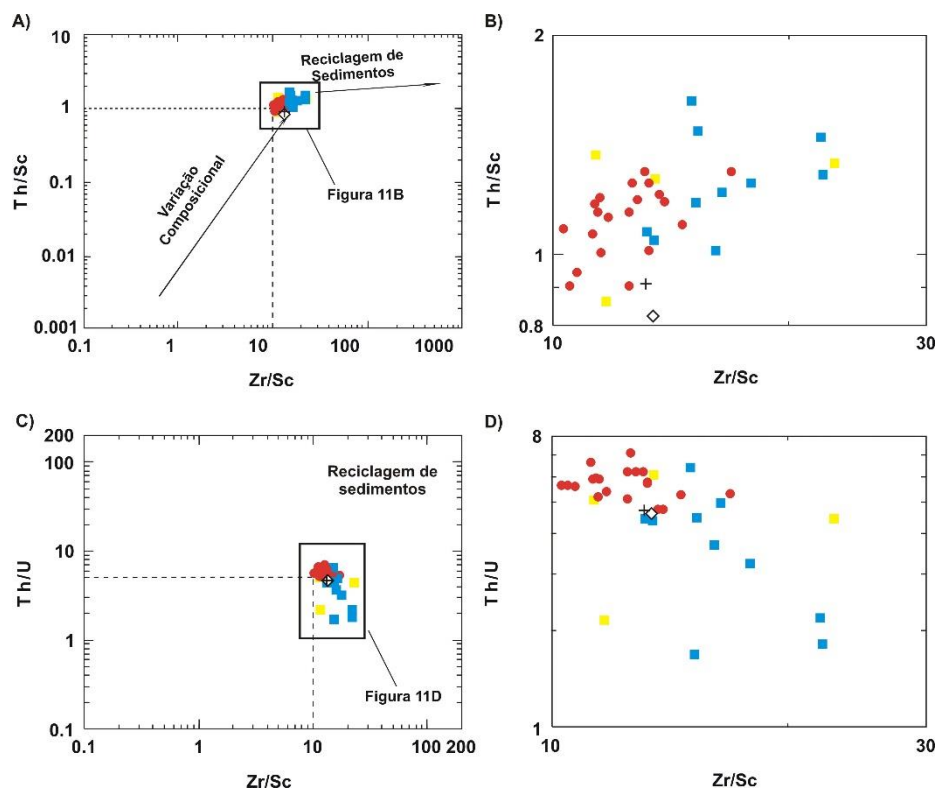 A)
Th/Sc
100
10
1
0.1
0.01
0.001
0.1
1
10
100
1000
Zr/Sc
Reciclagem de
Sedimentos
Variação
Composicional
Figura 11B
B)
Th/Sc
2
1
0.8
10
30
Zr/Sc
C)
Th/U
200
100
10
1
0.1
0.1
1
10
100 200
Zr/Sc
Reciclagem de
sedimentos
Figura 11D
D)
Th/U
8
1
10
30
Zr/Sc